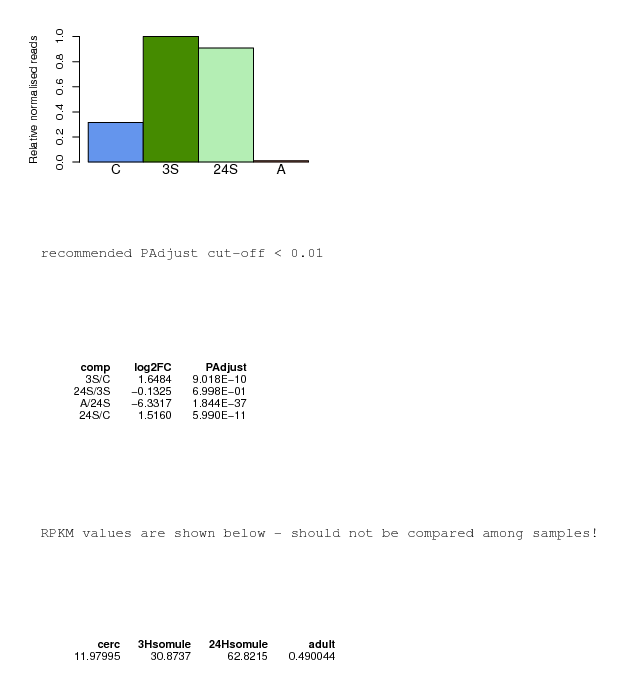 Relative normalised reads
1.0
0.8
0.6
0.4
0.2
0.0
C 3S 24S A
recommended PAdjust cut−off < 0.01
comp log2FC PAdjust
3S/C 1.6484 9.018E−10
24S/3S −0.1325 6.998E−01
A/24S −6.3317 1.844E−37
24S/C 1.5160 5.990E−11
RPKM values are shown below − should not be compared among samples!
cerc 3Hsomule 24Hsomule adult
11.97995 30.8737 62.8215 0.490044